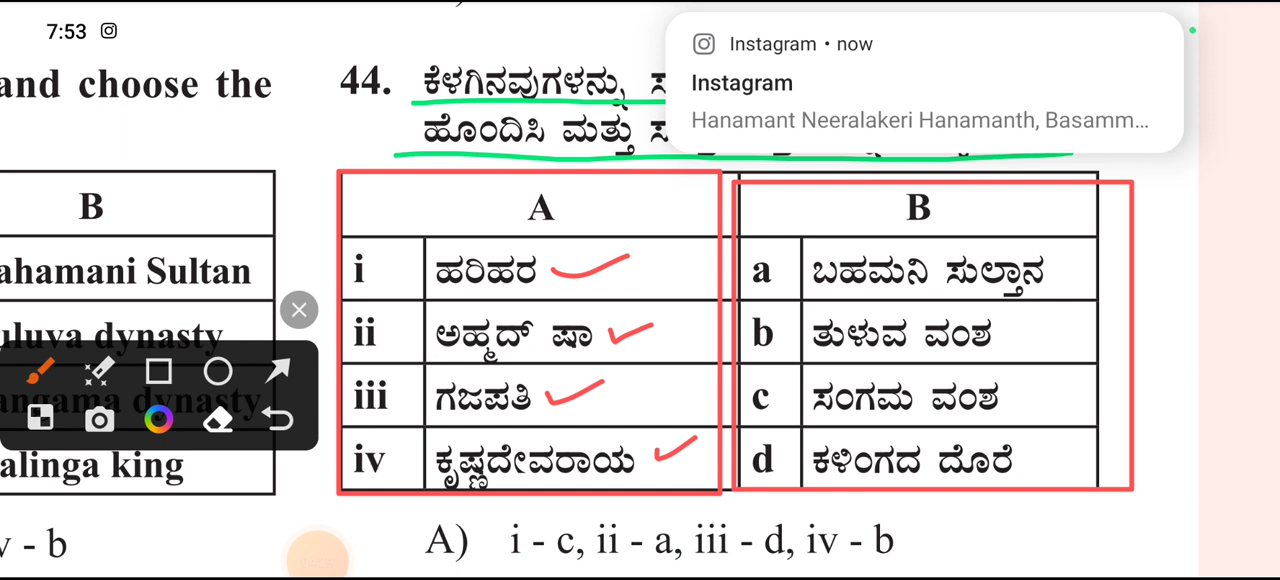 7:53
Instagram • now
Instagram
Hanamant Neeralakeri Hanamanth, Basamm...
and choose the
B
ahamani Sultan
uluva dynasty
angama dynasty
alinga king
v - b
44. ಕೆಳಗಿನವುಗಳನ್ನು
ಹೊಂದಿಸಿ ಮತ್ತು
A B
i ಹರಿಹರ a ಬಹಮನಿ ಸುಲ್ತಾನ
ii ಅಹ್ಮದ್ ಷಾ b ತುಳುವ ವಂಶ
iii ಗಜಪತಿ c ಸಂಗಮ ವಂಶ
iv ಕೃಷ್ಣದೇವರಾಯ d ಕಳಿಂಗದ ದೊರೆ
A) i - c, ii - a, iii - d, iv - b